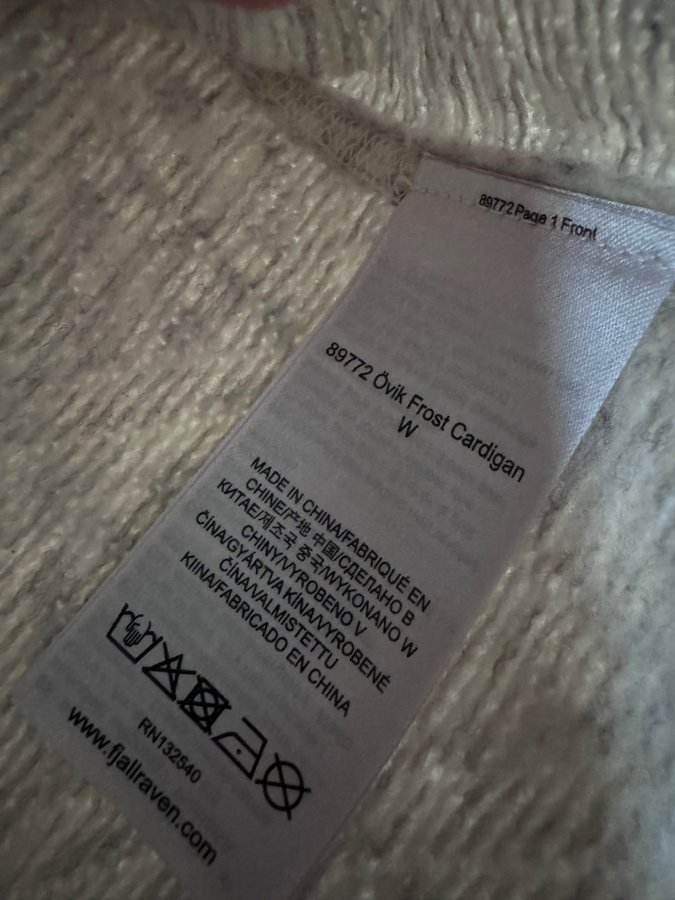 89772 Page 1 Front
89772 Övik Frost Cardigan
W
MADE IN CHINA/FABRIQUÉ EN
CHINE/产地 中国/СДЕЛАНО В
КИТАЕ/제조국 중국/WYKONANO W
CHINY/VYROBENO V
ČÍNA/GYÁRTVA KÍNA/VYROBENÉ
ČÍNA/VALMISTETTU
KIINA/FABRICADO EN CHINA
RN132540
www.fjallraven.com